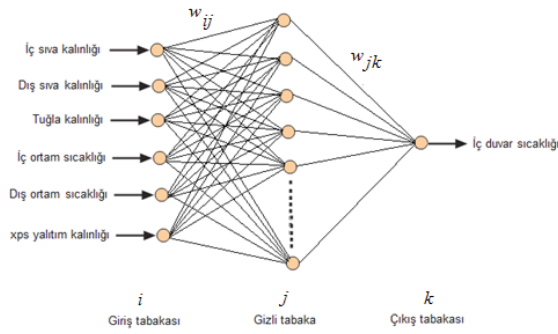 w_ij
w_jk
İç sıva kalınlığı
Dış sıva kalınlığı
Tuğla kalınlığı
İç ortam sıcaklığı
Dış ortam sıcaklığı
xps yalıtım kalınlığı
İç duvar sıcaklığı
i j k
Giriş tabakası Gizli tabaka Çıkış tabakası